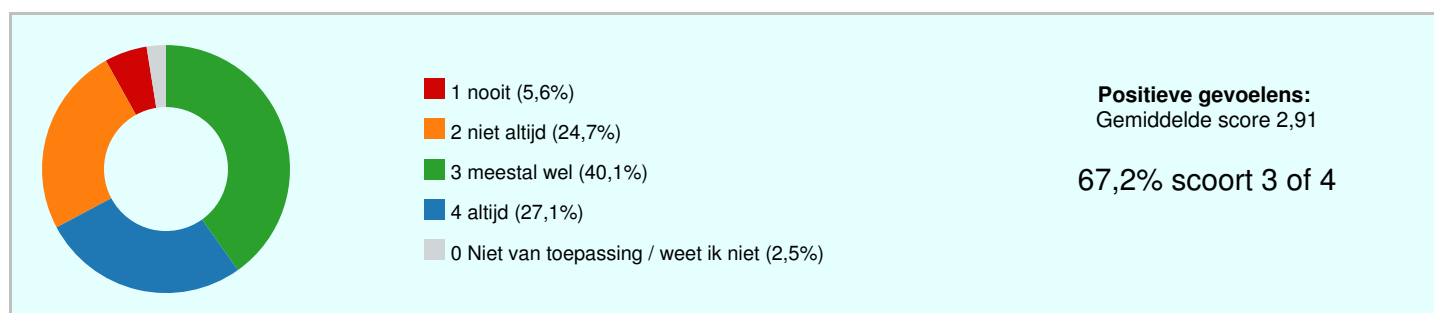 1 nooit (5,6%)
2 niet altijd (24,7%)
3 meestal wel (40,1%)
4 altijd (27,1%)
0 Niet van toepassing / weet ik niet (2,5%)
Positieve gevoelens:
Gemiddelde score 2,91
67,2% scoort 3 of 4